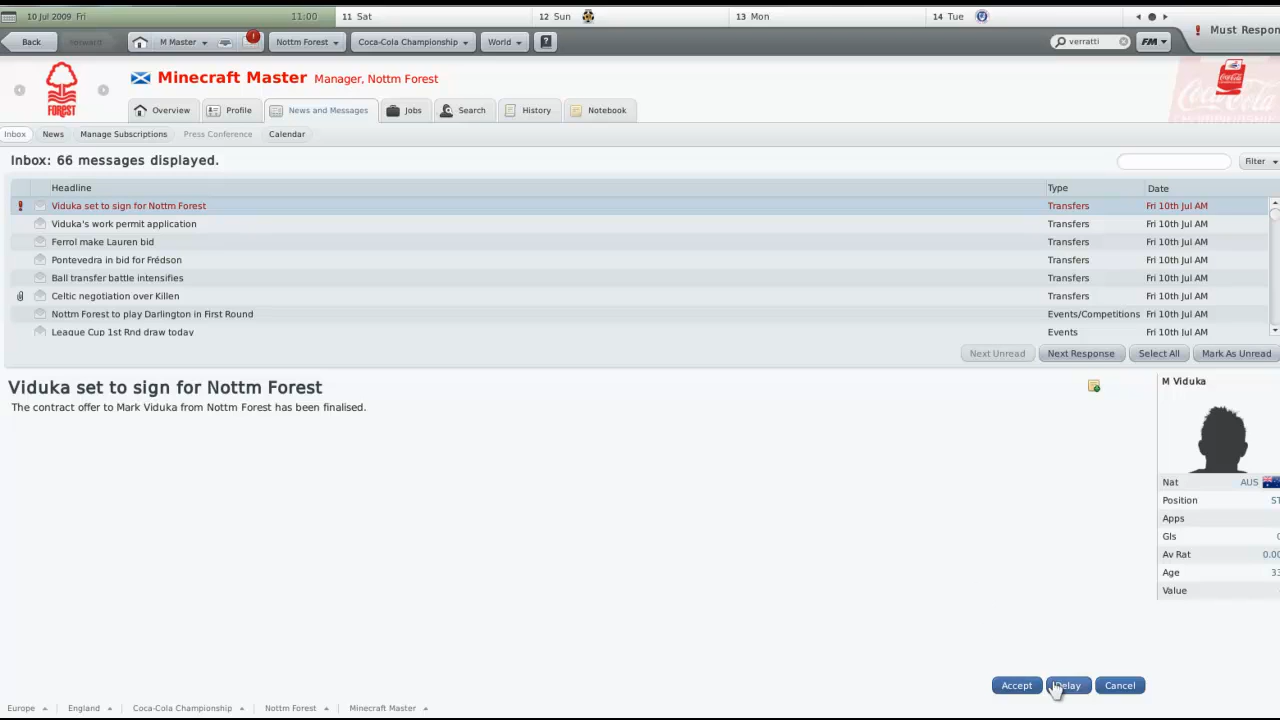 10 Jul 2009 Fri 11:00 11 Sat 12 Sun 13 Mon 14 Tue
Must Respon
Back Forward M Master ! Nottm Forest Coca-Cola Championship World ? verratti FM
FOREST
Minecraft Master Manager, Nottm Forest
Coca-Cola
CHAMPIONSHIP
Overview Profile News and Messages Jobs Search History Notebook
Inbox News Manage Subscriptions Press Conference Calendar
Inbox: 66 messages displayed. Filter
Headline Type Date
! Viduka set to sign for Nottm Forest Transfers Fri 10th Jul AM
Viduka's work permit application Transfers Fri 10th Jul AM
Ferrol make Lauren bid Transfers Fri 10th Jul AM
Pontevedra in bid for Frédson Transfers Fri 10th Jul AM
Ball transfer battle intensifies Transfers Fri 10th Jul AM
Celtic negotiation over Killen Transfers Fri 10th Jul AM
Nottm Forest to play Darlington in First Round Events/Competitions Fri 10th Jul AM
League Cup 1st Rnd draw today Events Fri 10th Jul AM
Next Unread Next Response Select All Mark As Unread
Viduka set to sign for Nottm Forest
The contract offer to Mark Viduka from Nottm Forest has been finalised.
M Viduka
Nat AUS
Position ST
Apps
Gls 0
Av Rat 0.00
Age 33
Value
Accept Delay Cancel
Europe England Coca-Cola Championship Nottm Forest Minecraft Master